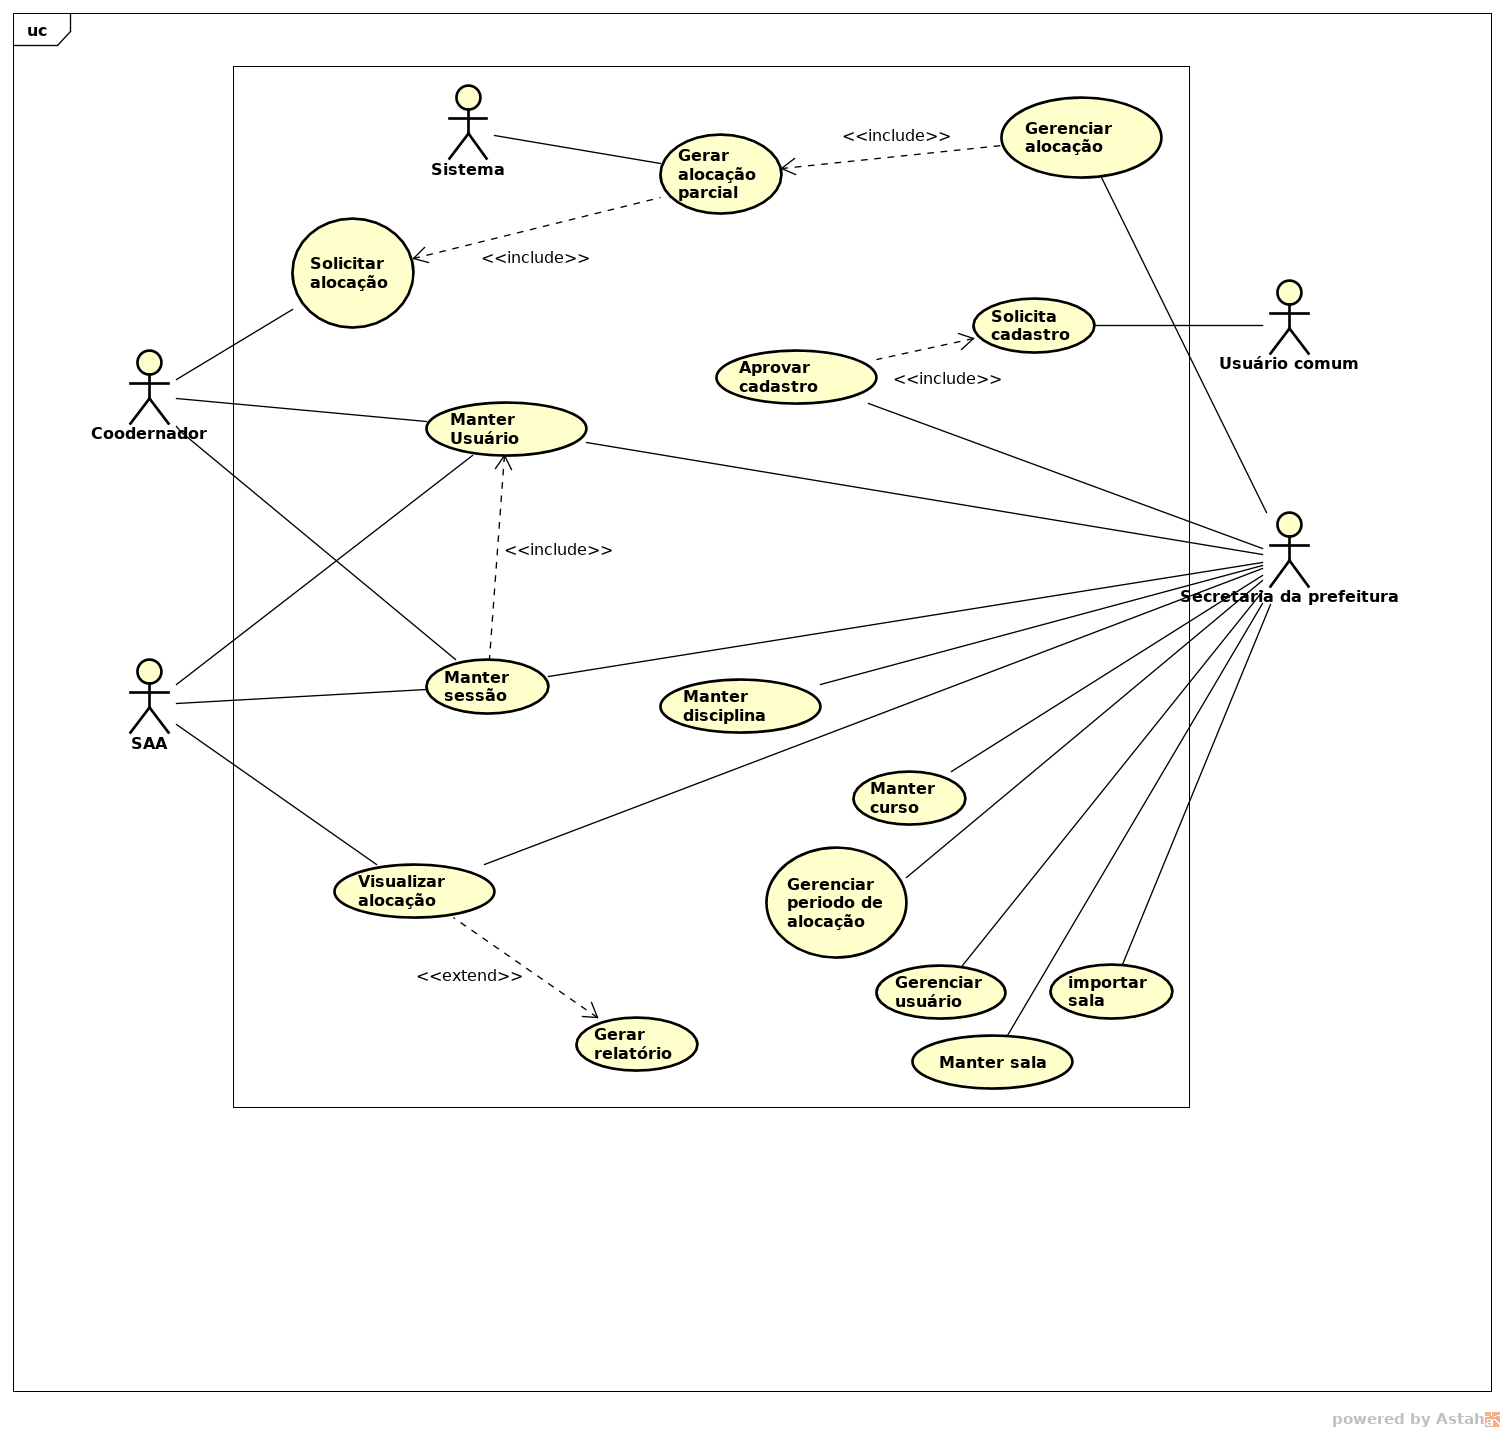 uc
Sistema
Gerar
alocação
parcial
<<include>>
Gerenciar
alocação
Solicitar
alocação
<<include>>
Solicita
cadastro
Usuário comum
Aprovar
cadastro
<<include>>
Coodernador
Manter
Usuário
<<include>>
Secretaria da prefeitura
SAA
Manter
sessão
Manter
disciplina
Manter
curso
Visualizar
alocação
Gerenciar
periodo de
alocação
<<extend>>
Gerenciar
usuário
importar
sala
Gerar
relatório
Manter sala
powered by Astah